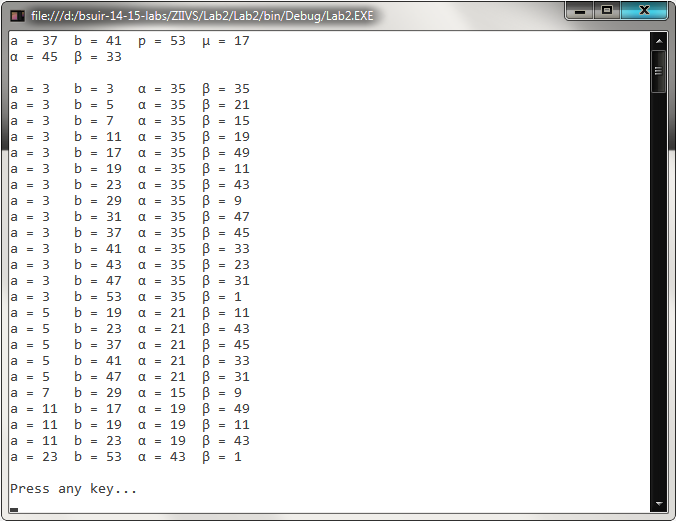 file:///d:/bsuir-14-15-labs/ZIIVS/Lab2/Lab2/bin/Debug/Lab2.EXE
a = 37 b = 41 p = 53 μ = 17
α = 45 β = 33
a = 3 b = 3 α = 35 β = 35
a = 3 b = 5 α = 35 β = 21
a = 3 b = 7 α = 35 β = 15
a = 3 b = 11 α = 35 β = 19
a = 3 b = 17 α = 35 β = 49
a = 3 b = 19 α = 35 β = 11
a = 3 b = 23 α = 35 β = 43
a = 3 b = 29 α = 35 β = 9
a = 3 b = 31 α = 35 β = 47
a = 3 b = 37 α = 35 β = 45
a = 3 b = 41 α = 35 β = 33
a = 3 b = 43 α = 35 β = 23
a = 3 b = 47 α = 35 β = 31
a = 3 b = 53 α = 35 β = 1
a = 5 b = 19 α = 21 β = 11
a = 5 b = 23 α = 21 β = 43
a = 5 b = 37 α = 21 β = 45
a = 5 b = 41 α = 21 β = 33
a = 5 b = 47 α = 21 β = 31
a = 7 b = 29 α = 15 β = 9
a = 11 b = 17 α = 19 β = 49
a = 11 b = 19 α = 19 β = 11
a = 11 b = 23 α = 19 β = 43
a = 23 b = 53 α = 43 β = 1
Press any key...